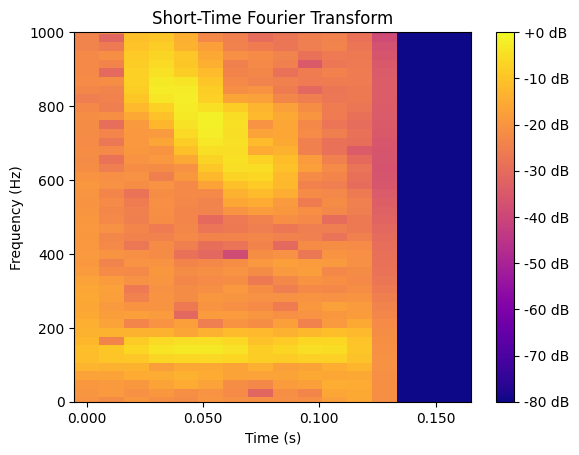 Short-Time Fourier Transform
1000
800
600
400
200
0
Frequency (Hz)
0.000
0.050
0.100
0.150
Time (s)
+0 dB
-10 dB
-20 dB
-30 dB
-40 dB
-50 dB
-60 dB
-70 dB
-80 dB